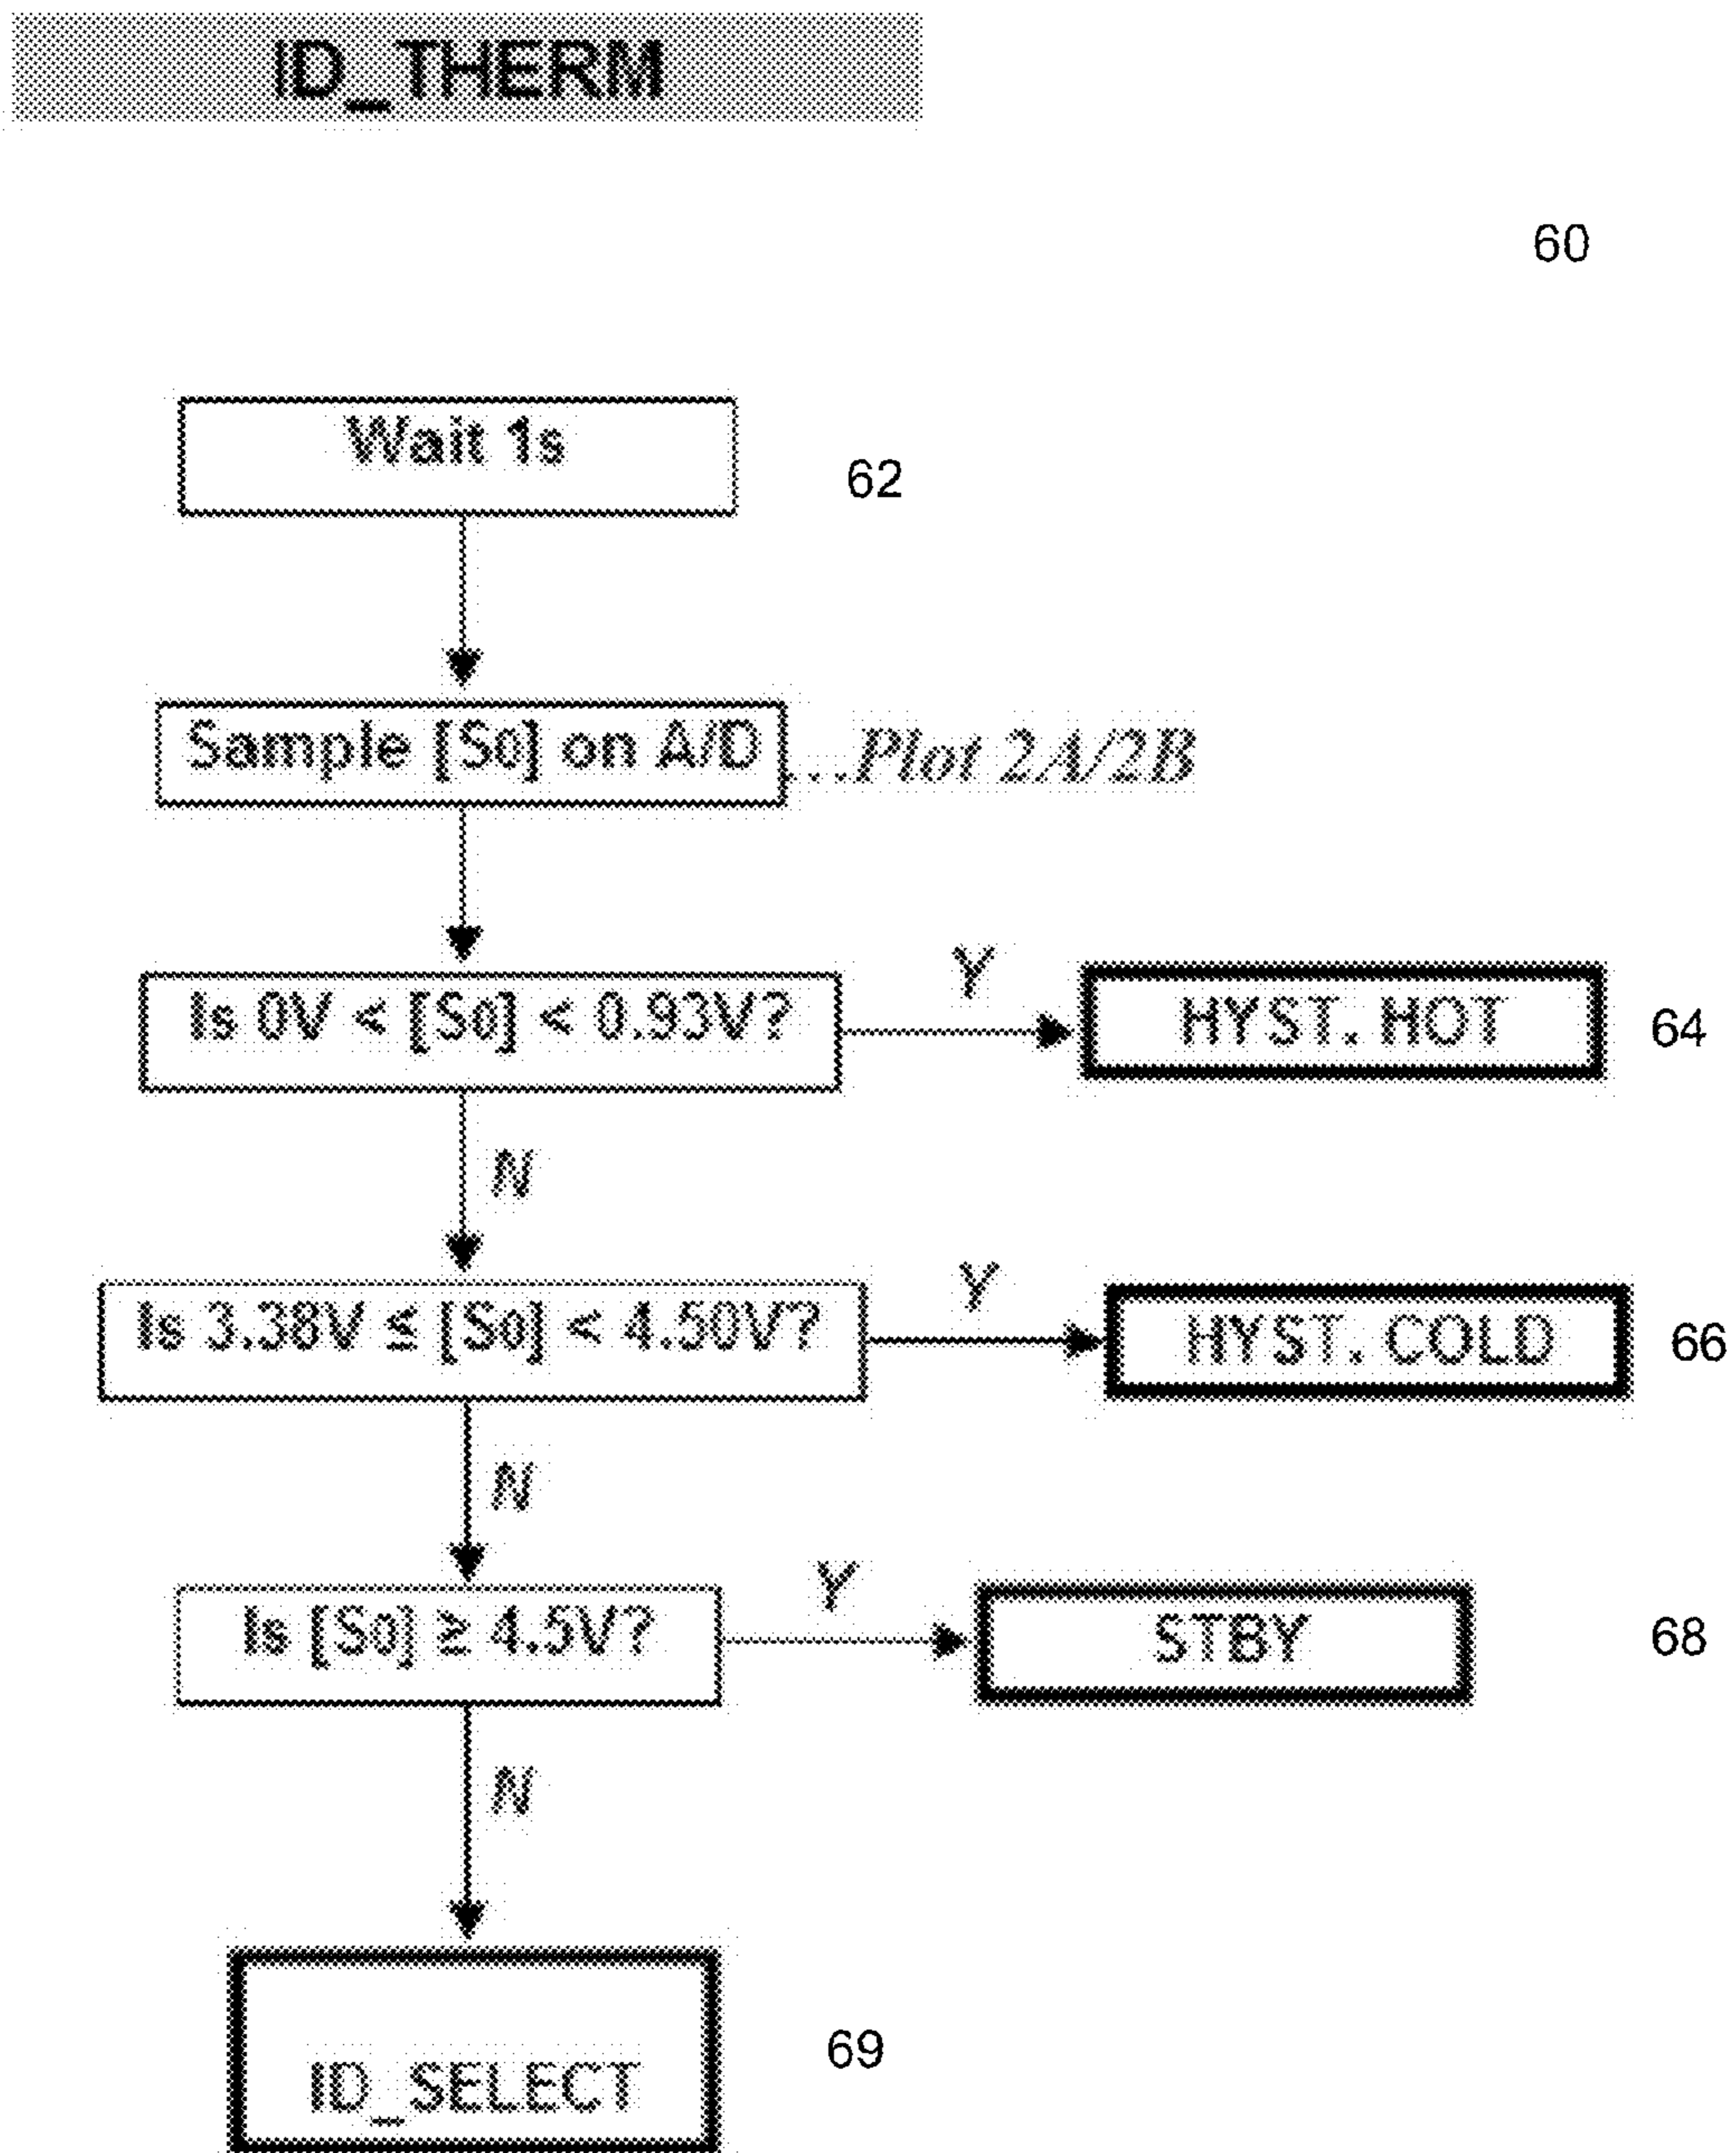 ID_THERM
60
Wait 1s
62
Sample [S0] on A/D
...Plot 2A/2B
Is 0V < [S0] < 0.93V?
Y
HYST. HOT
64
N
Is 3.38V ≤ [S0] < 4.50V?
Y
HYST. COLD
66
N
Is [S0] ≥ 4.5V?
Y
STBY
68
N
ID_SELECT
69